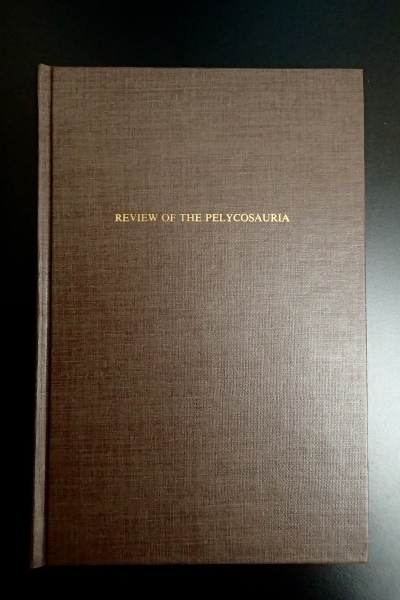 REVIEW OF THE PELYCOSAURIA